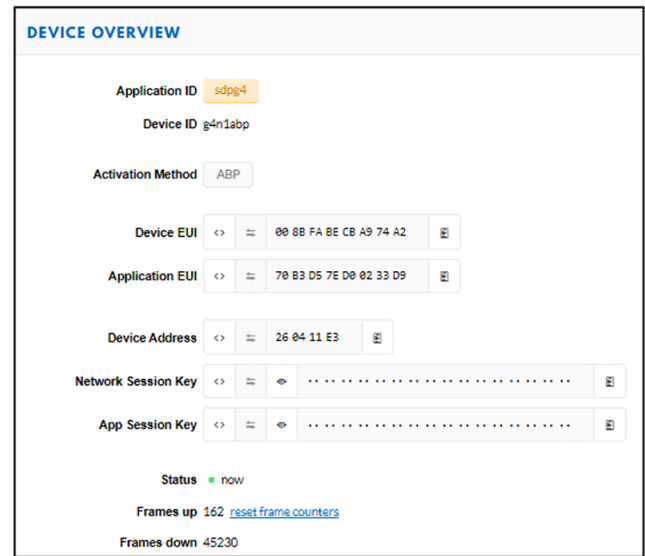 DEVICE OVERVIEW
Application ID sdpg4
Device ID g4n1abp
Activation Method ABP
Device EUI <> ⇆ 00 8B FA BE CB A9 74 A2
Application EUI <> ⇆ 70 B3 D5 7E D0 02 33 D9
Device Address <> ⇆ 26 04 11 E3
Network Session Key <> ⇆ ·· ·· ·· ·· ·· ·· ·· ·· ·· ·· ·· ·· ·· ·· ·· ··
App Session Key <> ⇆ ·· ·· ·· ·· ·· ·· ·· ·· ·· ·· ·· ·· ·· ·· ·· ··
Status now
Frames up 162 reset frame counters
Frames down 45230